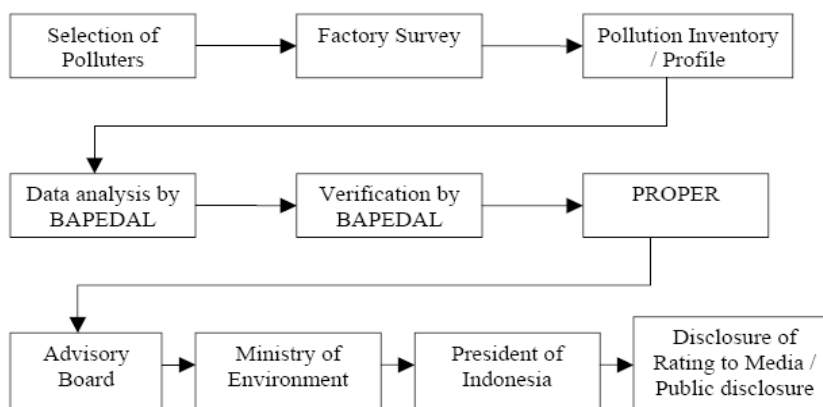 Selection of
Polluters
Factory Survey
Pollution Inventory
/ Profile
Data analysis by
BAPEDAL
Verification by
BAPEDAL
PROPER
Advisory
Board
Ministry of
Environment
President of
Indonesia
Disclosure of
Rating to Media /
Public disclosure